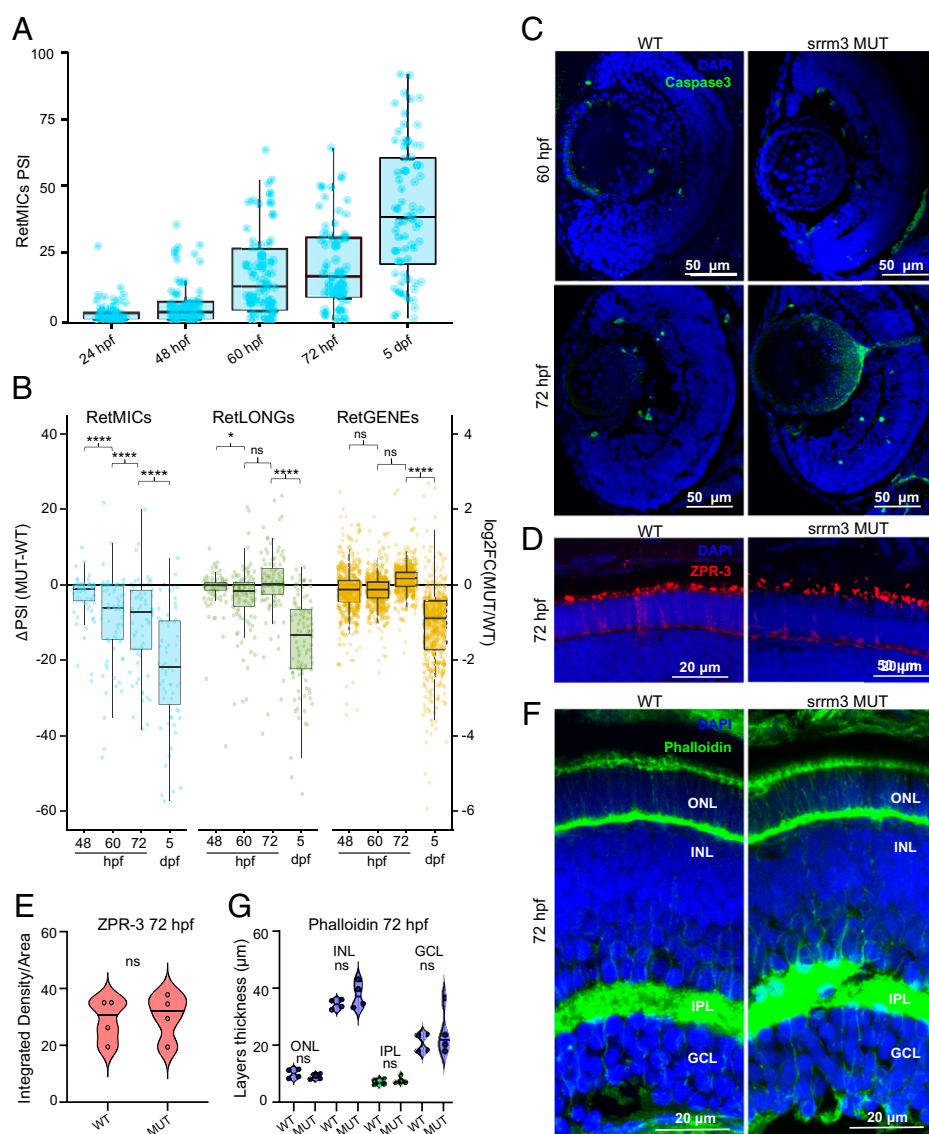 A
RetMICs PSI
100
75
50
25
0
24 hpf
48 hpf
60 hpf
72 hpf
5 dpf
B
RetMICs
RetLONGs
RetGENEs
****
****
****
*
ns
****
ns
ns
****
ΔPSI (MUT-WT)
40
20
0
-20
-40
-60
log2FC(MUT/WT)
4
2
0
-2
-4
-6
48 60 72 5
hpf dpf
48 60 72 5
hpf dpf
48 60 72 5
hpf dpf
C
WT
srrm3 MUT
DAPI
Caspase3
60 hpf
50 µm
50 µm
72 hpf
50 µm
50 µm
D
WT
srrm3 MUT
DAPI
ZPR-3
72 hpf
20 µm
E
ZPR-3 72 hpf
Integrated Density/Area
60
40
20
0
ns
WT
MUT
G
Phalloidin 72 hpf
Layers thickness (µm)
60
40
20
0
ONL
ns
INL
ns
IPL
ns
GCL
ns
WT MUT WT MUT WT MUT WT MUT
F
WT
srrm3 MUT
DAPI
Phalloidin
72 hpf
ONL
INL
IPL
GCL
20 µm
ONL
INL
IPL
GCL
20 µm